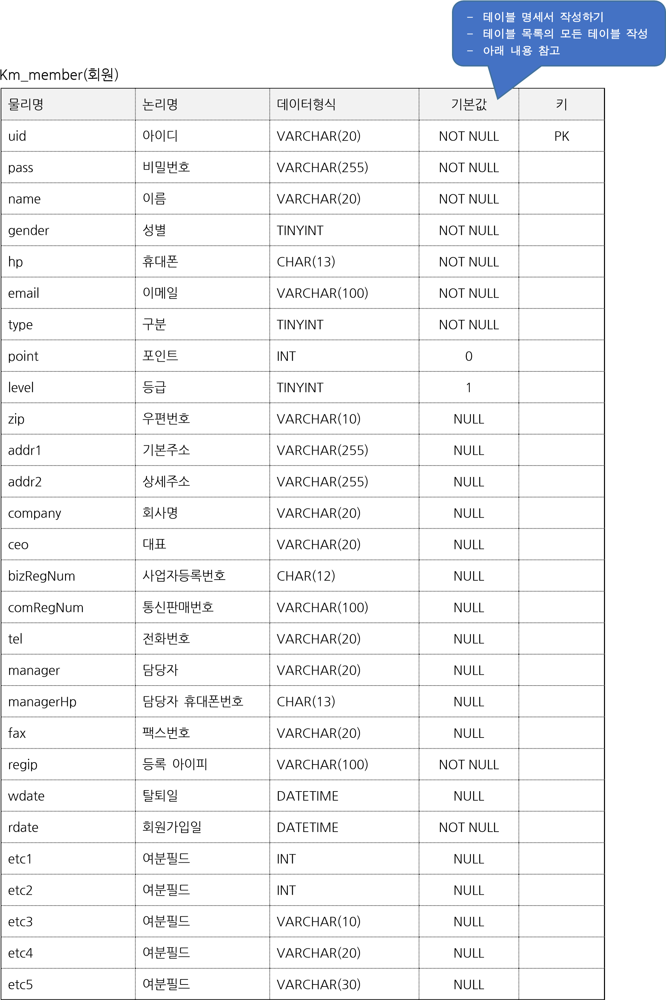 - 테이블 명세서 작성하기
- 테이블 목록의 모든 테이블 작성
- 아래 내용 참고
Km_member(회원)
물리명 논리명 데이터형식 기본값 키
uid 아이디 VARCHAR(20) NOT NULL PK
pass 비밀번호 VARCHAR(255) NOT NULL
name 이름 VARCHAR(20) NOT NULL
gender 성별 TINYINT NOT NULL
hp 휴대폰 CHAR(13) NOT NULL
email 이메일 VARCHAR(100) NOT NULL
type 구분 TINYINT NOT NULL
point 포인트 INT 0
level 등급 TINYINT 1
zip 우편번호 VARCHAR(10) NULL
addr1 기본주소 VARCHAR(255) NULL
addr2 상세주소 VARCHAR(255) NULL
company 회사명 VARCHAR(20) NULL
ceo 대표 VARCHAR(20) NULL
bizRegNum 사업자등록번호 CHAR(12) NULL
comRegNum 통신판매번호 VARCHAR(100) NULL
tel 전화번호 VARCHAR(20) NULL
manager 담당자 VARCHAR(20) NULL
managerHp 담당자 휴대폰번호 CHAR(13) NULL
fax 팩스번호 VARCHAR(20) NULL
regip 등록 아이피 VARCHAR(100) NOT NULL
wdate 탈퇴일 DATETIME NULL
rdate 회원가입일 DATETIME NOT NULL
etc1 여분필드 INT NULL
etc2 여분필드 INT NULL
etc3 여분필드 VARCHAR(10) NULL
etc4 여분필드 VARCHAR(20) NULL
etc5 여분필드 VARCHAR(30) NULL